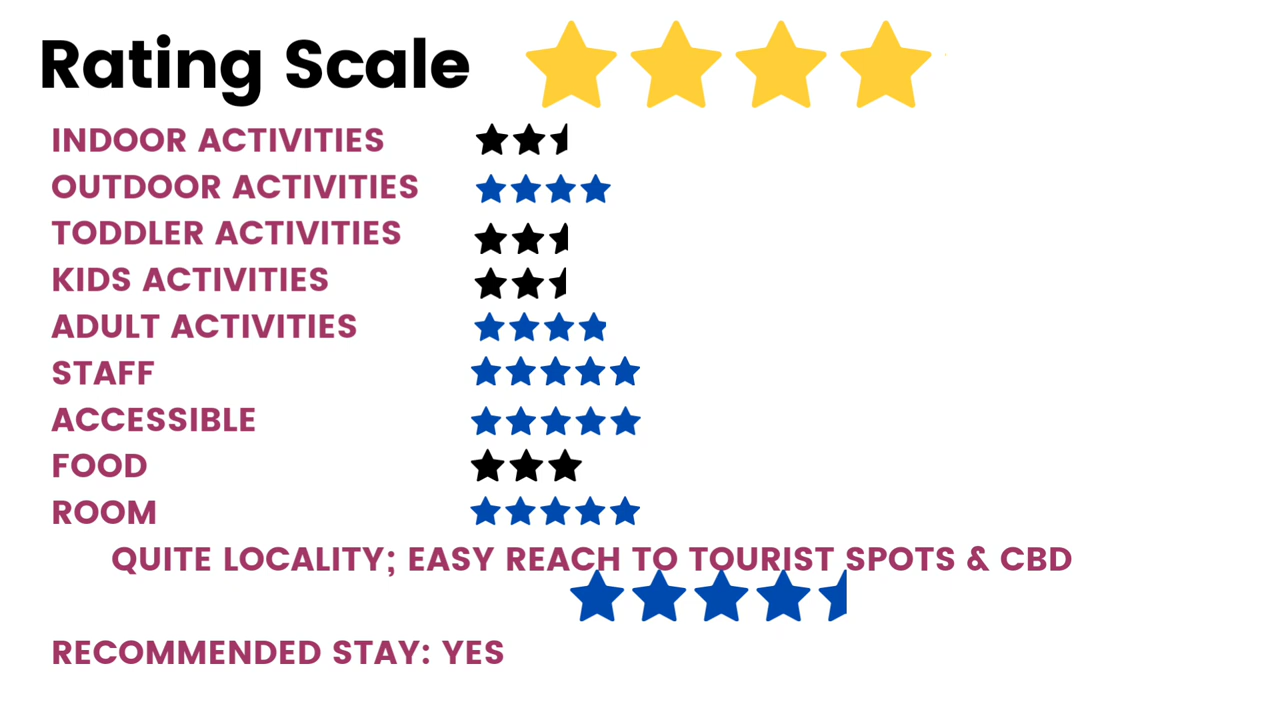 Rating Scale
INDOOR ACTIVITIES
OUTDOOR ACTIVITIES
TODDLER ACTIVITIES
KIDS ACTIVITIES
ADULT ACTIVITIES
STAFF
ACCESSIBLE
FOOD
ROOM
QUITE LOCALITY; EASY REACH TO TOURIST SPOTS & CBD
RECOMMENDED STAY: YES